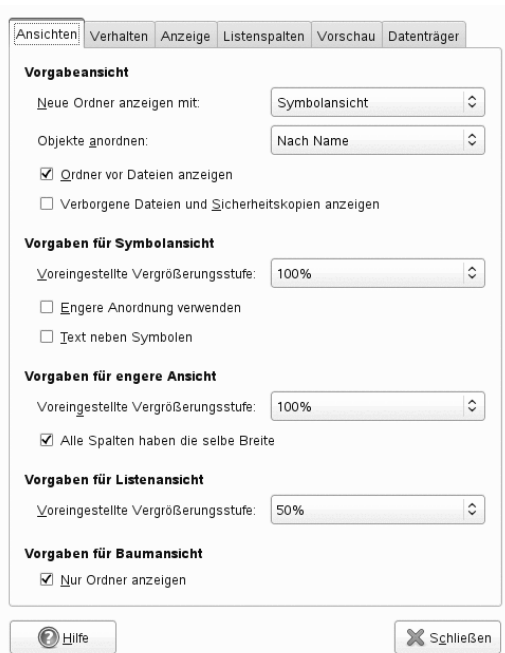 Ansichten Verhalten Anzeige Listenspalten Vorschau Datenträger
Vorgabeansicht
Neue Ordner anzeigen mit: Symbolansicht
Objekte anordnen: Nach Name
Ordner vor Dateien anzeigen
Verborgene Dateien und Sicherheitskopien anzeigen
Vorgaben für Symbolansicht
Voreingestellte Vergrößerungsstufe: 100%
Engere Anordnung verwenden
Text neben Symbolen
Vorgaben für engere Ansicht
Voreingestellte Vergrößerungsstufe: 100%
Alle Spalten haben die selbe Breite
Vorgaben für Listenansicht
Voreingestellte Vergrößerungsstufe: 50%
Vorgaben für Baumansicht
Nur Ordner anzeigen
Hilfe Schließen